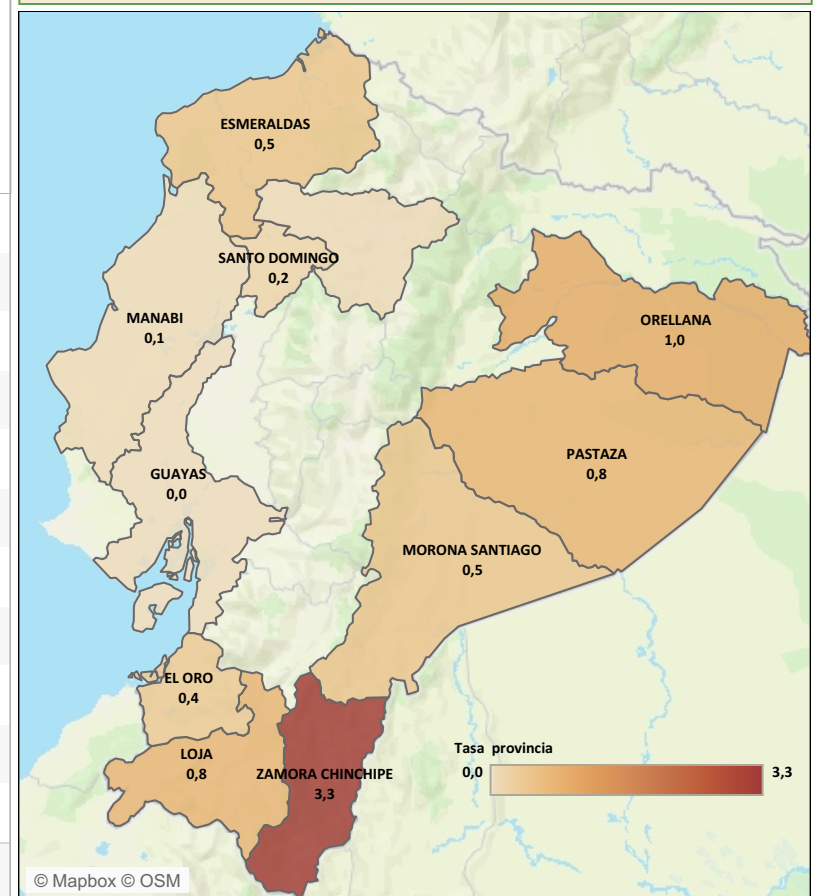 ESMERALDAS
0,5
SANTO DOMINGO
0,2
MANABI
0,1
ORELLANA
1,0
PASTAZA
0,8
GUAYAS
0,0
MORONA SANTIAGO
0,5
EL ORO
0,4
LOJA
0,8
ZAMORA CHINCHIPE
3,3
Tasa provincia
0,0
3,3
© Mapbox © OSM